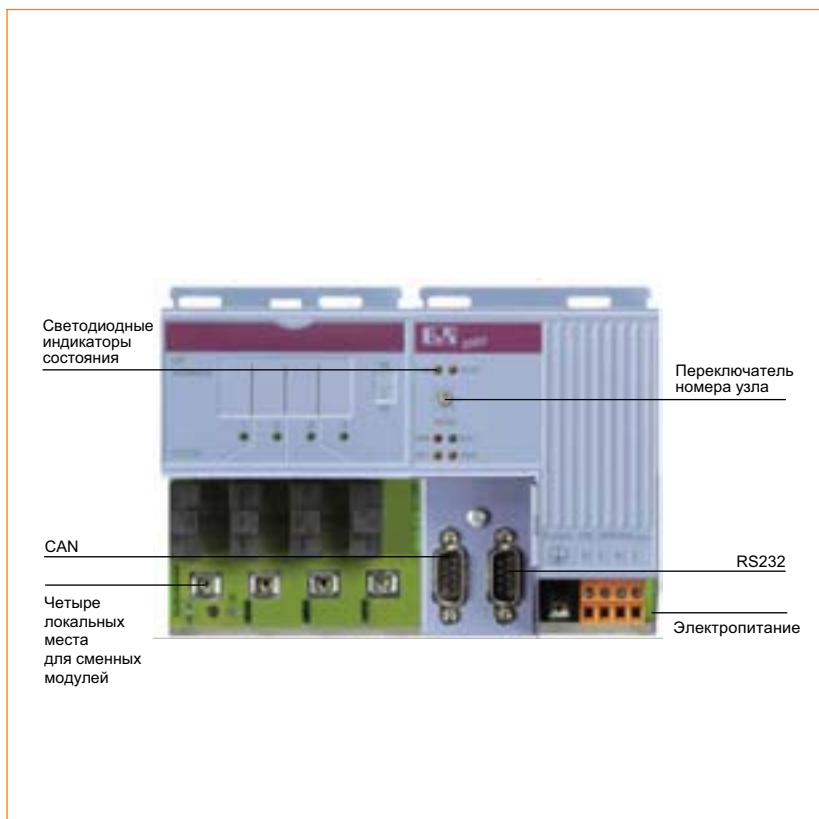 Светодиодные
индикаторы
состояния
Переключатель
номера узла
CAN
RS232
Четыре
локальных
места
для сменных
модулей
Электропитание